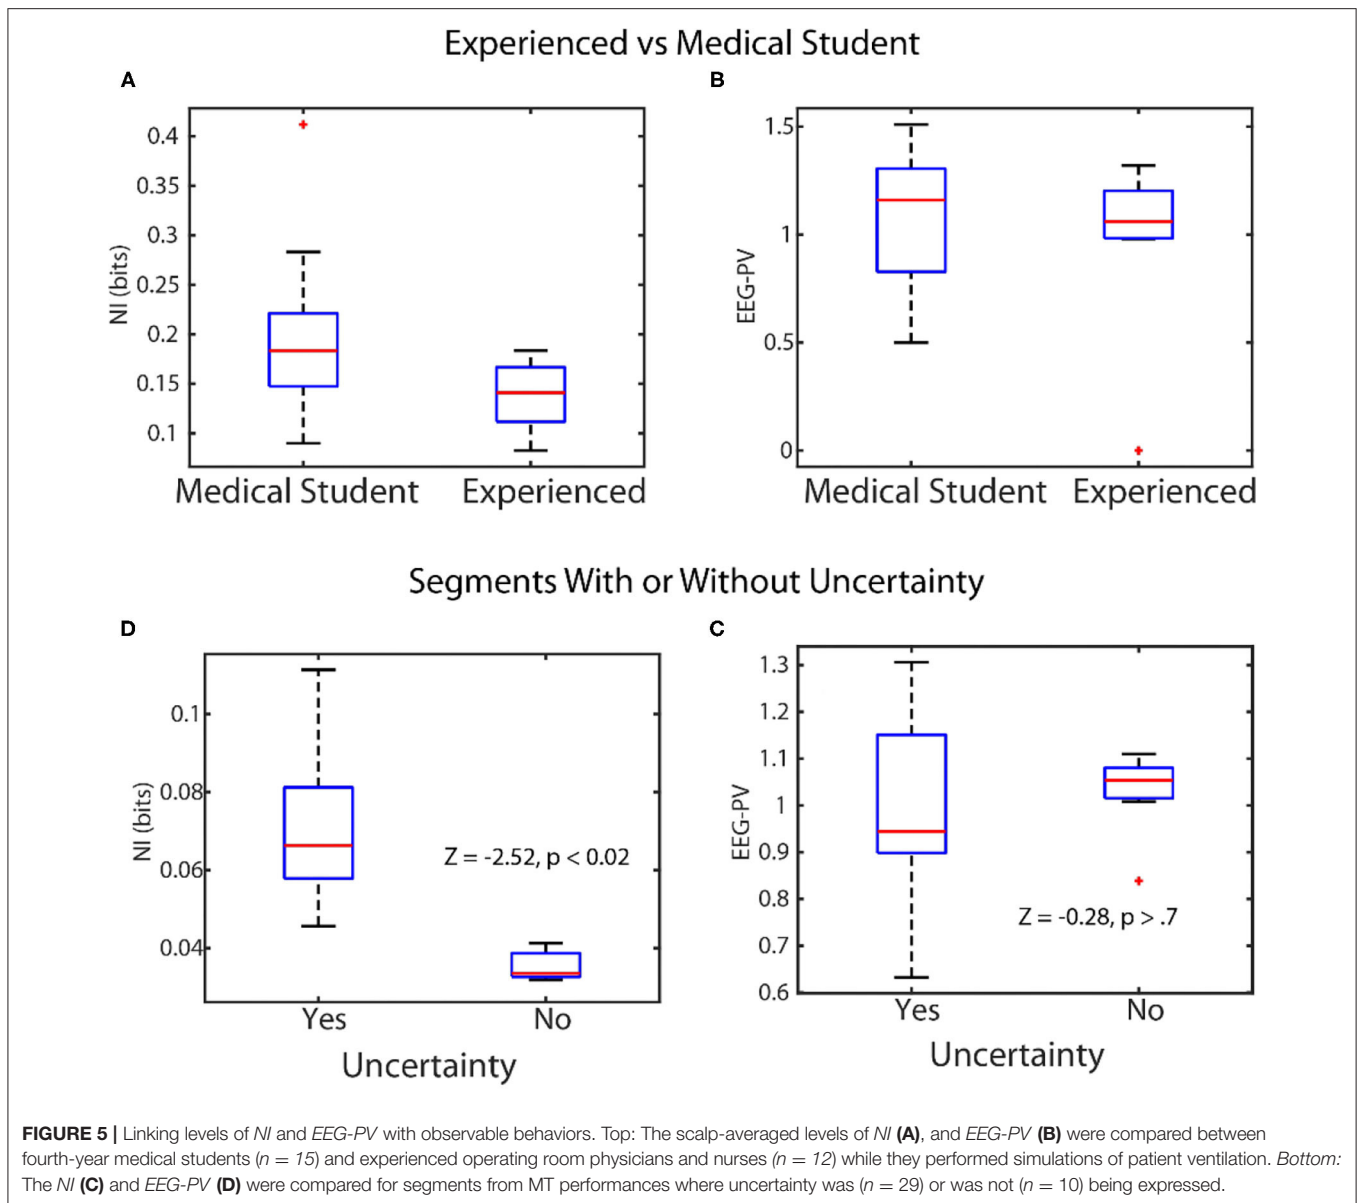 Experienced vs Medical Student
A
B
0.4
0.35
0.3
0.25
0.2
0.15
0.1
NI (bits)
Medical Student
Experienced
1.5
1
0.5
0
EEG-PV
Medical Student
Experienced
Segments With or Without Uncertainty
D
C
0.1
0.08
0.06
0.04
NI (bits)
Z = -2.52, p < 0.02
Yes
No
Uncertainty
1.3
1.2
1.1
1
0.9
0.8
0.7
0.6
EEG-PV
Z = -0.28, p > .7
Yes
No
Uncertainty
FIGURE 5 | Linking levels of NI and EEG-PV with observable behaviors. Top: The scalp-averaged levels of NI (A), and EEG-PV (B) were compared between
fourth-year medical students (n = 15) and experienced operating room physicians and nurses (n = 12) while they performed simulations of patient ventilation. Bottom:
The NI (C) and EEG-PV (D) were compared for segments from MT performances where uncertainty was (n = 29) or was not (n = 10) being expressed.